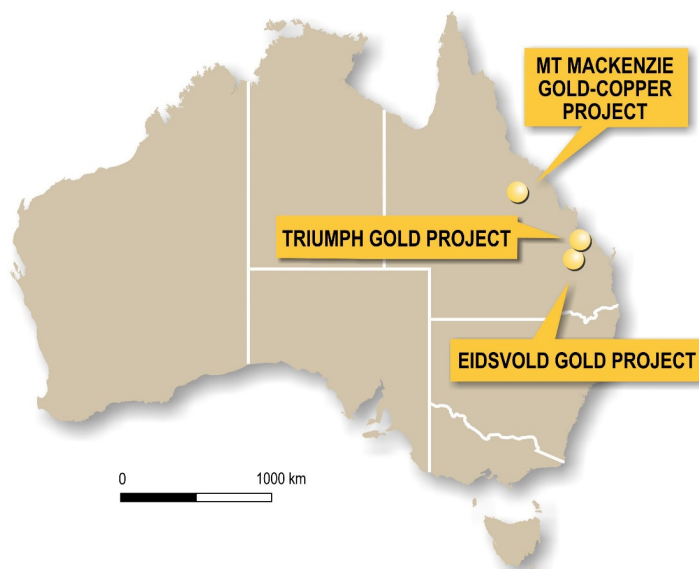 MT MACKENZIE
GOLD-COPPER
PROJECT
TRIUMPH GOLD PROJECT
EIDSVOLD GOLD PROJECT
0 1000 km